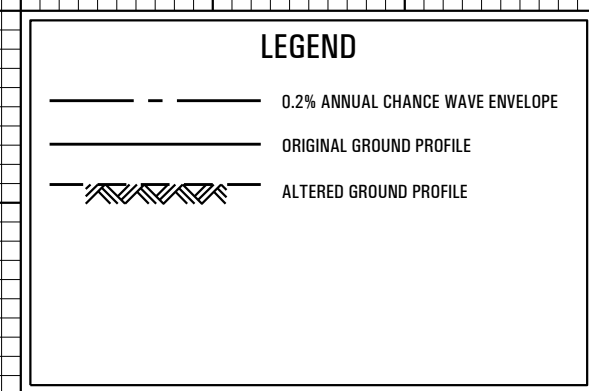 LEGEND
0.2% ANNUAL CHANCE WAVE ENVELOPE
ORIGINAL GROUND PROFILE
ALTERED GROUND PROFILE